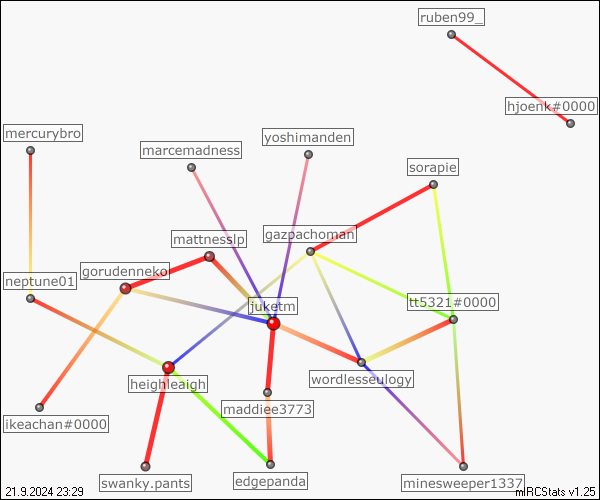 ruben99_
hjoenk#0000
mercurybro
yoshimanden
marcemadness
sorapie
gazpachoman
mattnesslp
gorudenneko
neptune01
juketm
tt5321#0000
wordlesseulogy
heighleaigh
maddiee3773
ikeachan#0000
swanky.pants
edgepanda
minesweeper1337
21.9.2024 23:29
mIRCStats v1.25